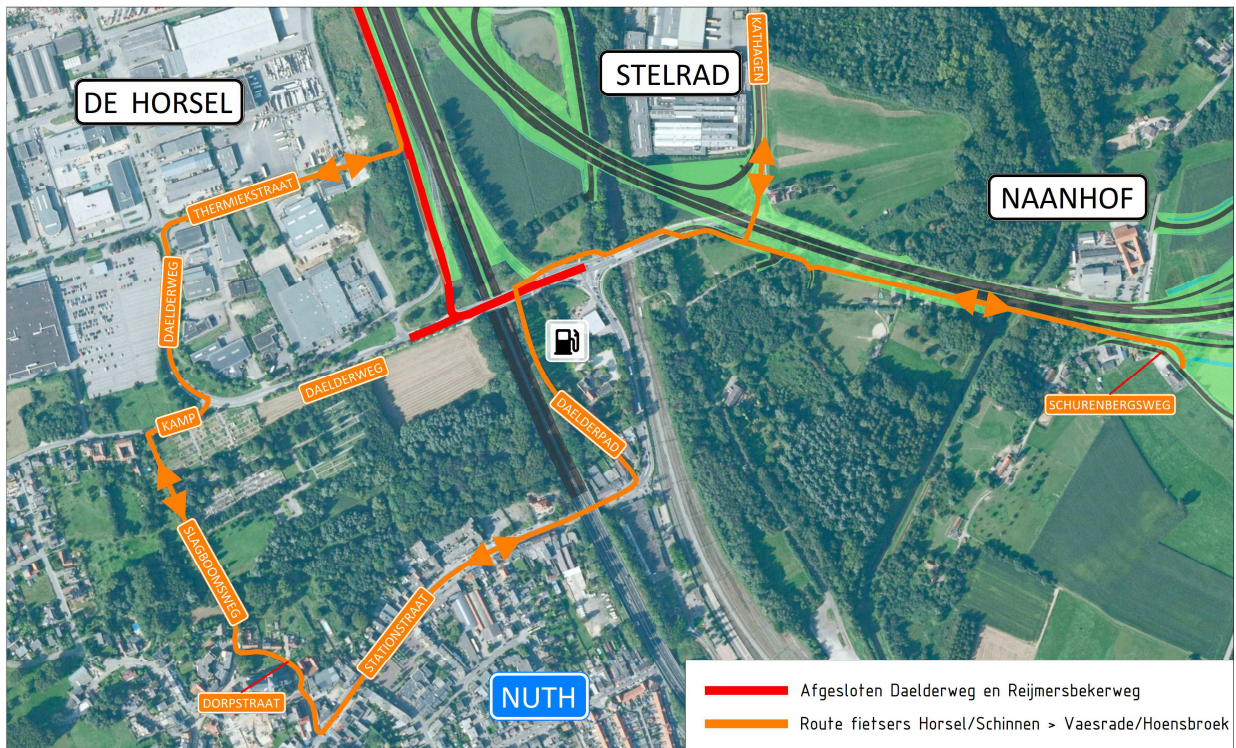 KATHAGEN
STELRAD
DE HORSEL
THERMIEKSTRAAT
NAANHOF
DAELDERWEG
DAELDERWEG
SCHURENBERGSWEG
KAMP
DAELDERPAD
SLAGBOOMSWEG
STATIONSTRAAT
DORPSTRAAT
NUTH
Afgesloten Daelderweg en Reijmersbekerweg
Route fietsers Horsel/Schinnen > Vaesrade/Hoensbroek